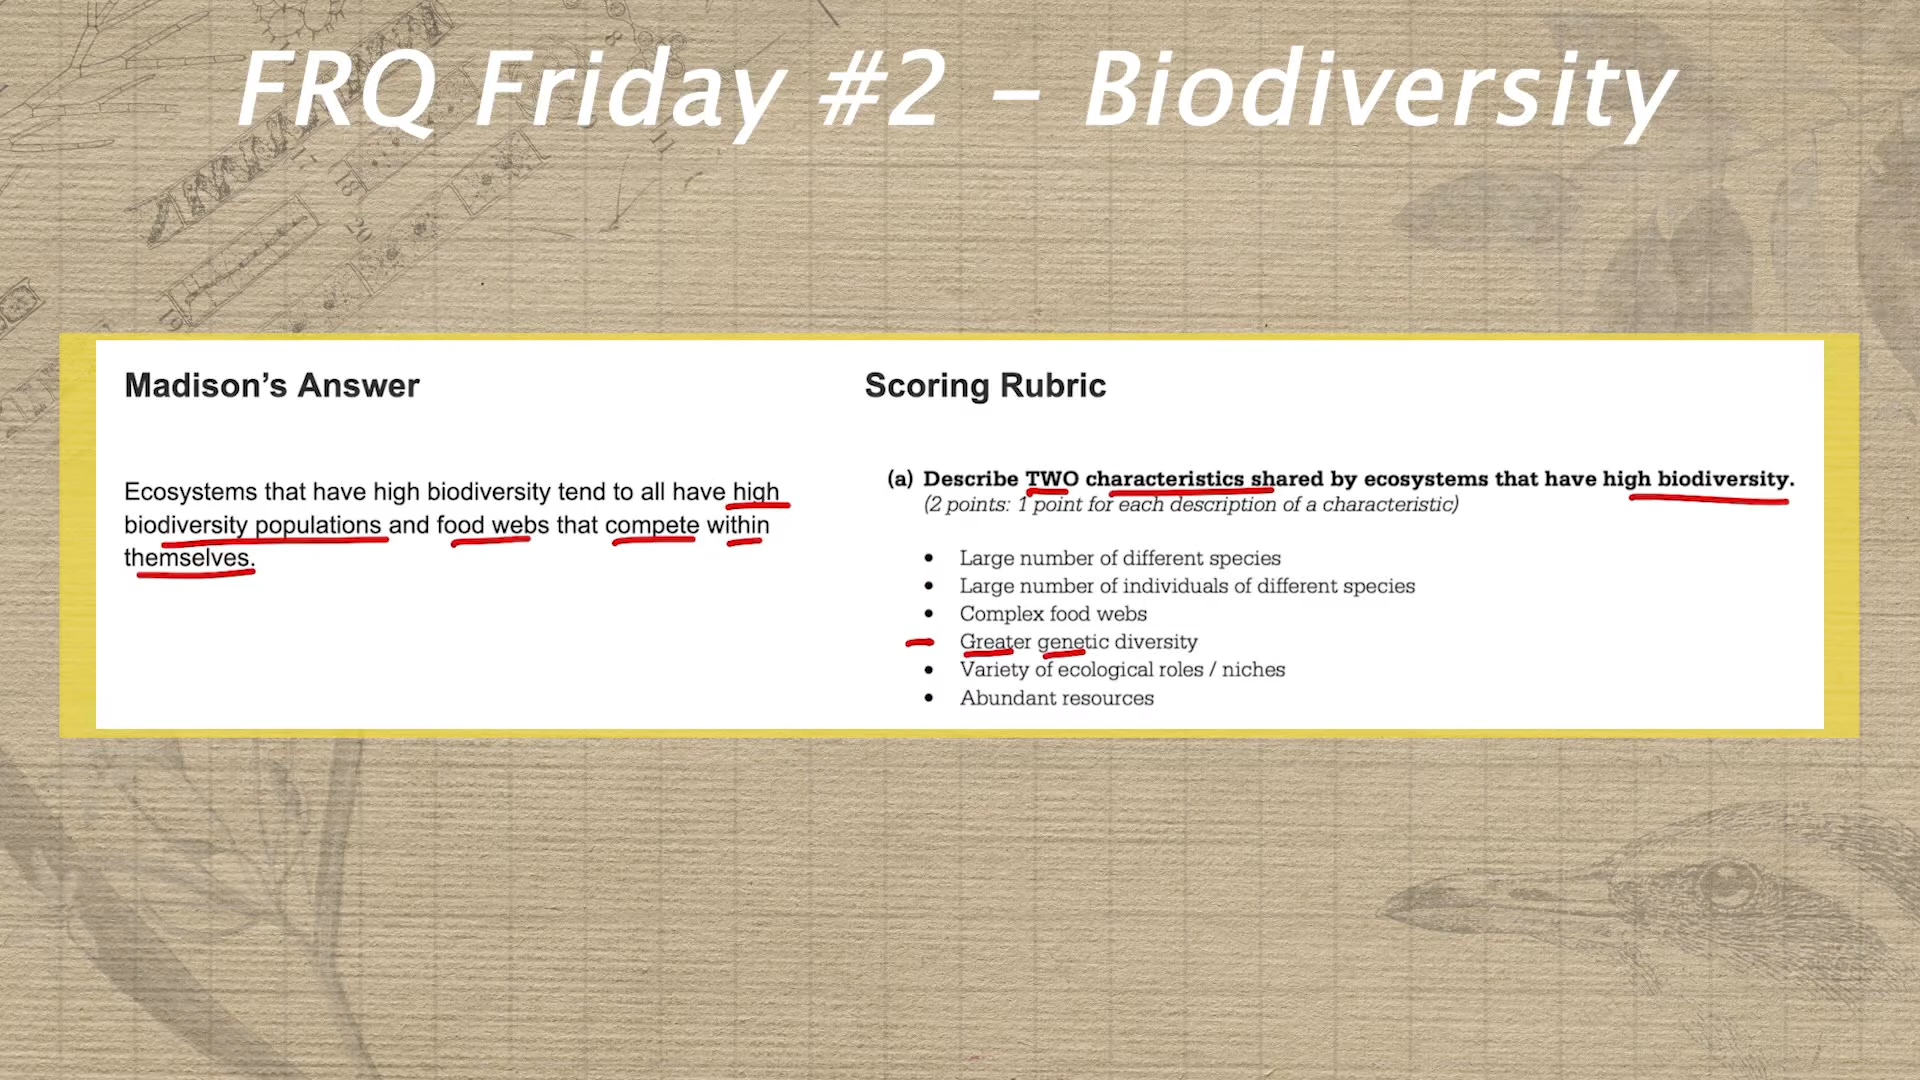 FRQ Friday #2 – Biodiversity
Madison’s Answer
Ecosystems that have high biodiversity tend to all have high
biodiversity populations and food webs that compete within
themselves.
Scoring Rubric
(a) Describe TWO characteristics shared by ecosystems that have high biodiversity.
(2 points: 1 point for each description of a characteristic)
• Large number of different species
• Large number of individuals of different species
• Complex food webs
Greater genetic diversity
• Variety of ecological roles / niches
• Abundant resources